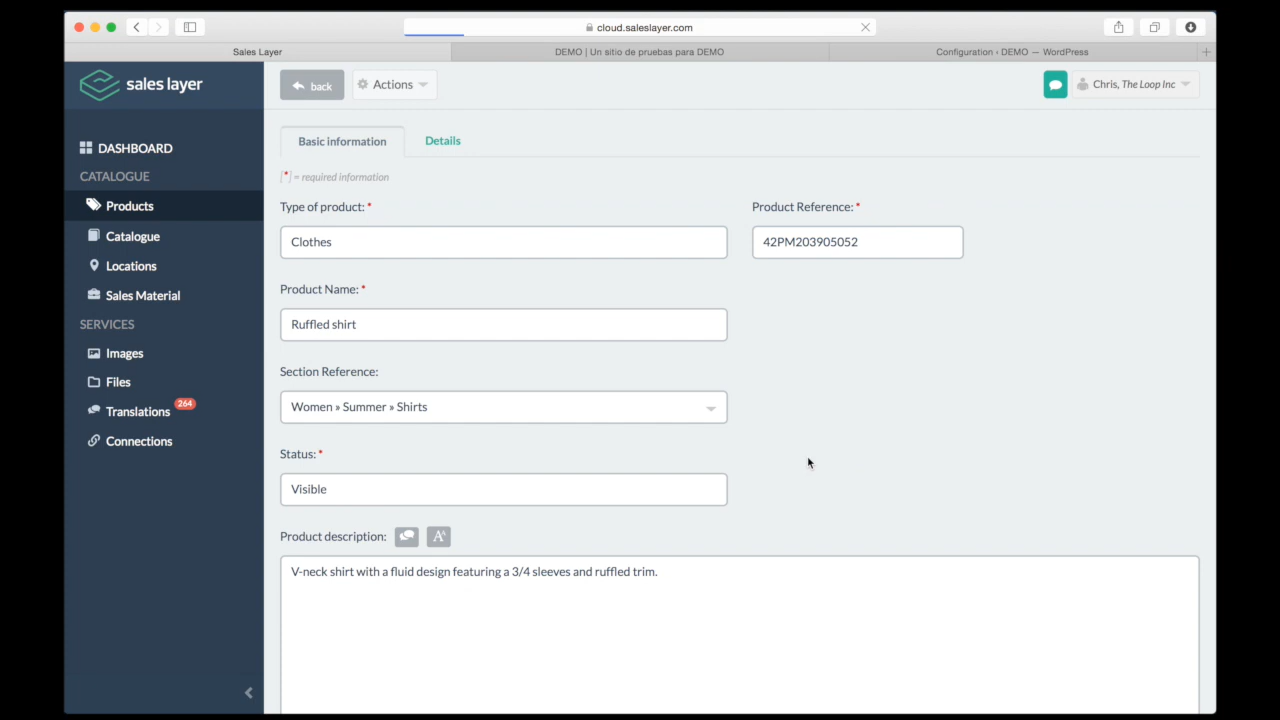 cloud.saleslayer.com
Sales Layer
DEMO | Un sitio de pruebas para DEMO
Configuration ‹ DEMO — WordPress
sales layer
back
Actions
Chris, The Loop Inc
DASHBOARD
CATALOGUE
Products
Catalogue
Locations
Sales Material
SERVICES
Images
Files
Translations 264
Connections
Basic information
Details
[*] = required information
Type of product: *
Product Reference: *
Clothes
42PM203905052
Product Name: *
Ruffled shirt
Section Reference:
Women » Summer » Shirts
Status: *
Visible
Product description:
V-neck shirt with a fluid design featuring a 3/4 sleeves and ruffled trim.